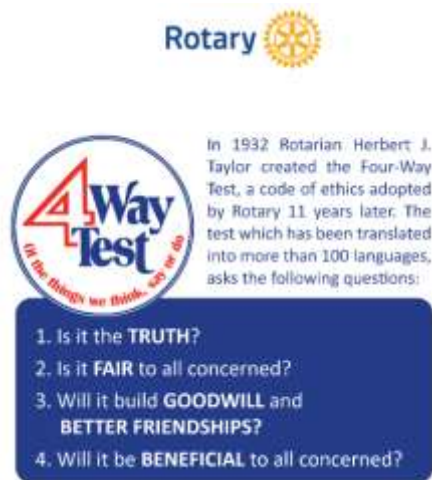 Rotary
4 Way
Test
of the things we think, say or do
In 1932 Rotarian Herbert J.
Taylor created the Four-Way
Test, a code of ethics adopted
by Rotary 11 years later. The
test which has been translated
into more than 100 languages,
asks the following questions:
1. Is it the TRUTH?
2. Is it FAIR to all concerned?
3. Will it build GOODWILL and
BETTER FRIENDSHIPS?
4. Will it be BENEFICIAL to all concerned?